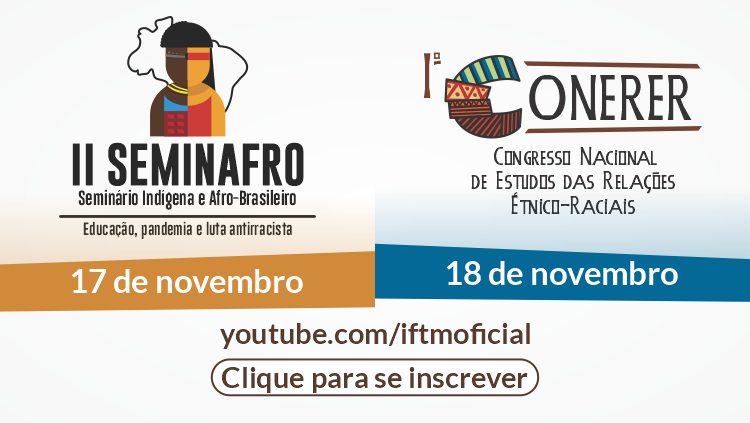 II SEMINAFRO
Seminário Indígena e Afro-Brasileiro
Educação, pandemia e luta antirracista
17 de novembro
1º CONERER
Congresso Nacional
de Estudos das Relações
Étnico-Raciais
18 de novembro
youtube.com/iftmoficial
Clique para se inscrever